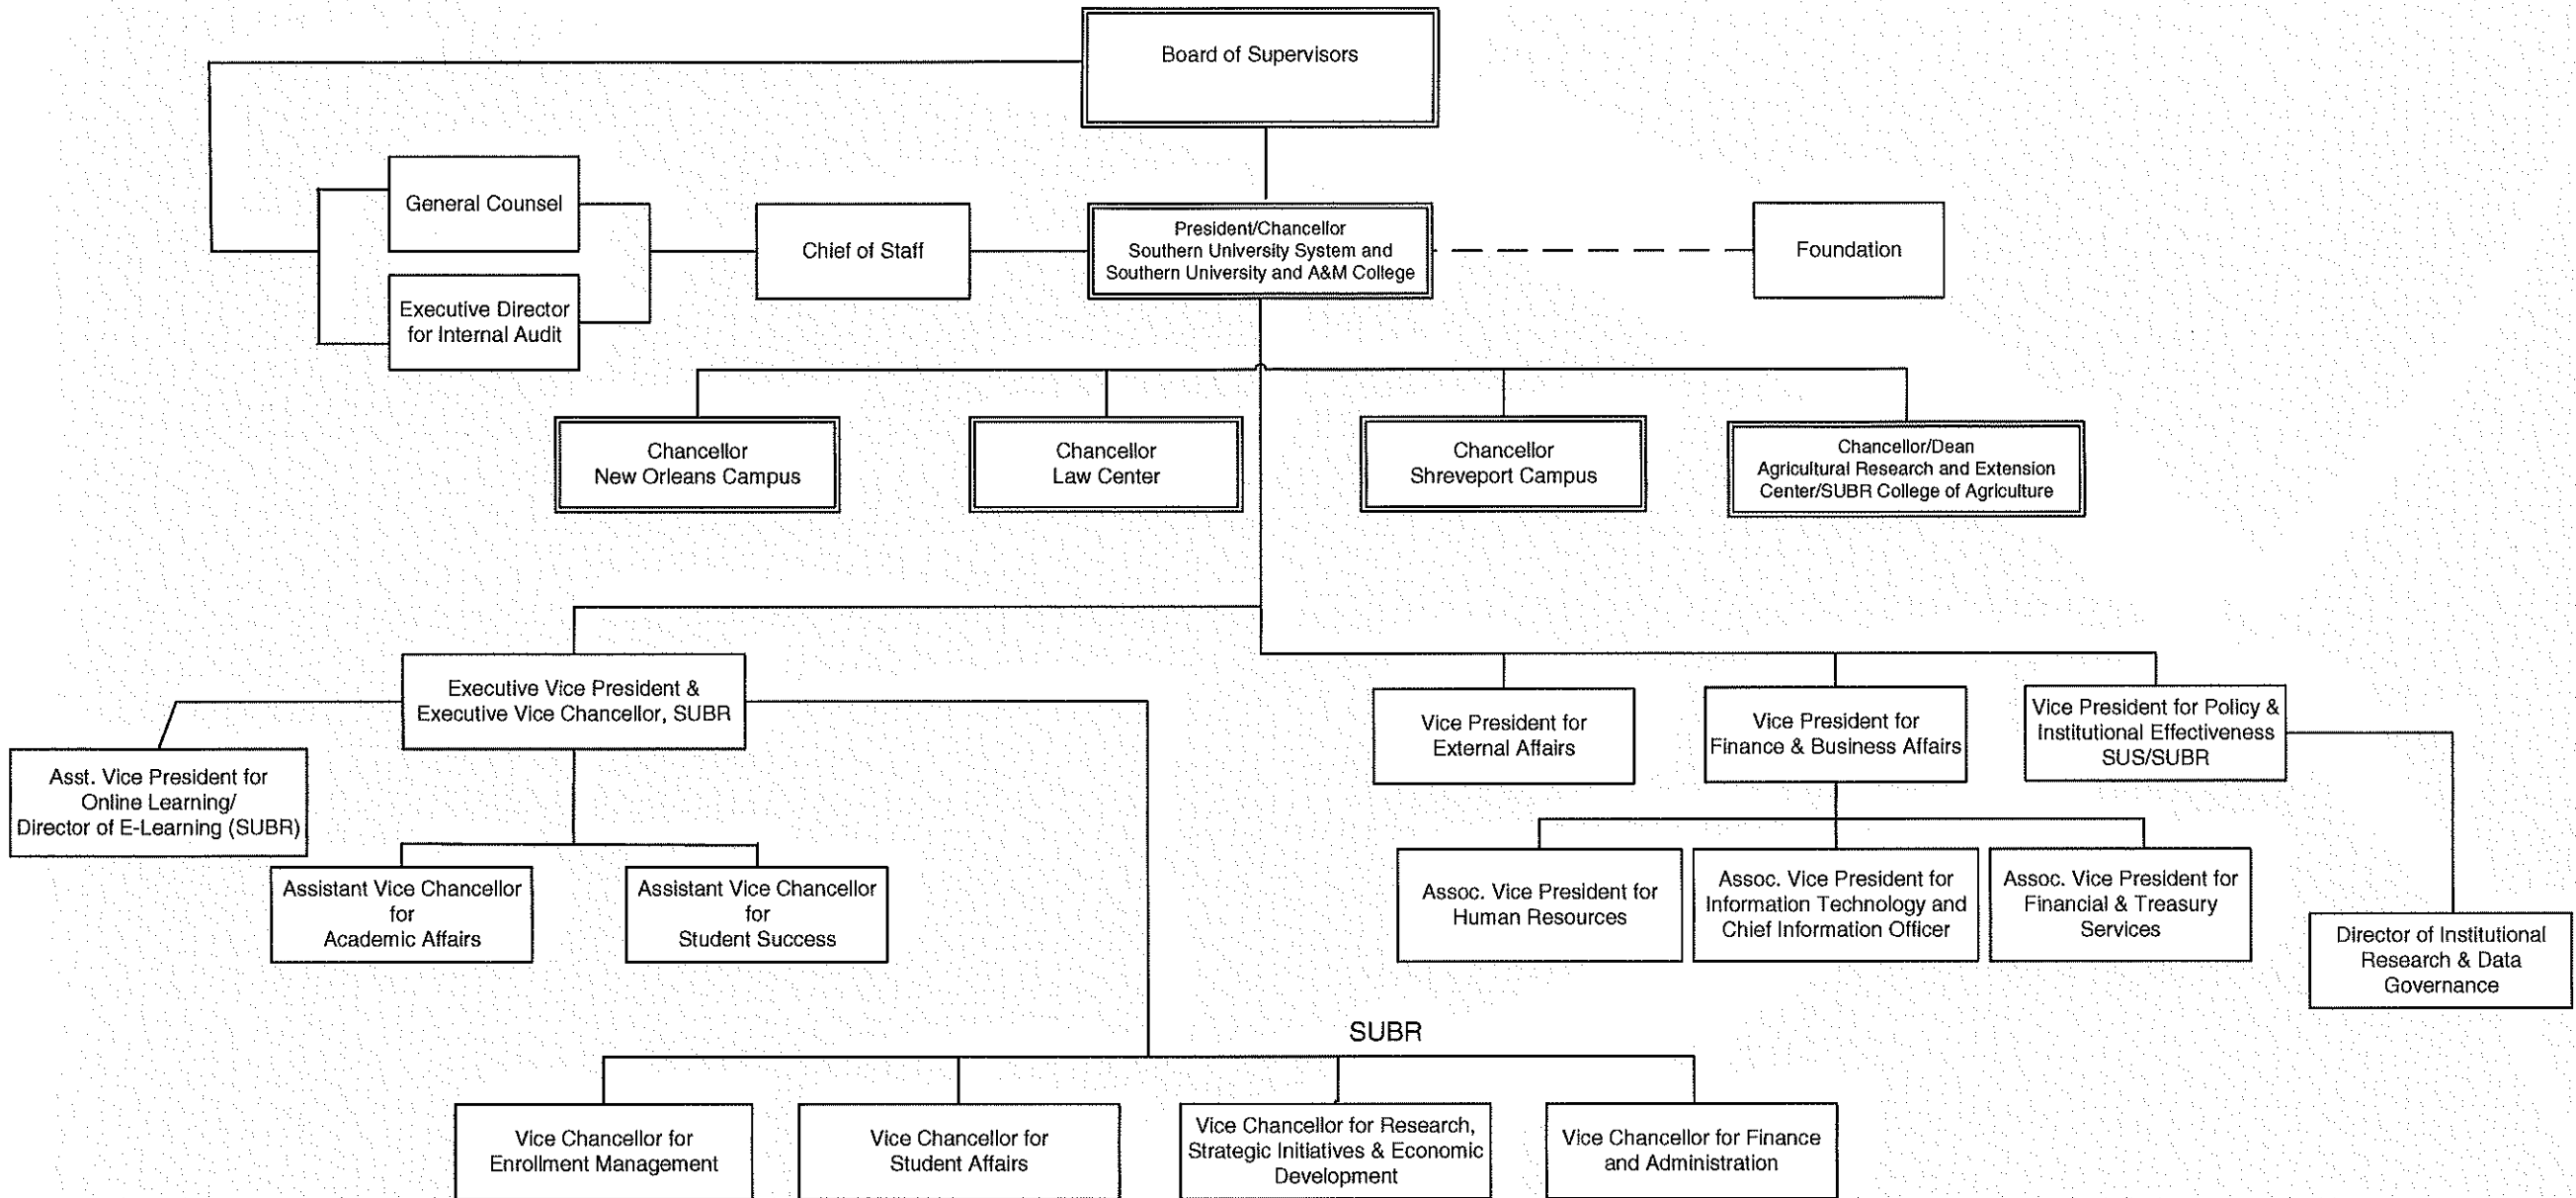 Board of Supervisors
General Counsel
Executive Director
for Internal Audit
Chief of Staff
President/Chancellor
Southern University System and
Southern University and A&M College
Foundation
Chancellor
New Orleans Campus
Chancellor
Law Center
Chancellor
Shreveport Campus
Chancellor/Dean
Agricultural Research and Extension
Center/SUBR College of Agriculture
Executive Vice President &
Executive Vice Chancellor, SUBR
Vice President for
External Affairs
Vice President for
Finance & Business Affairs
Vice President for Policy &
Institutional Effectiveness
SUS/SUBR
Asst. Vice President for
Online Learning/
Director of E-Learning (SUBR)
Assistant Vice Chancellor
for
Academic Affairs
Assistant Vice Chancellor
for
Student Success
Assoc. Vice President for
Human Resources
Assoc. Vice President for
Information Technology and
Chief Information Officer
Assoc. Vice President for
Financial & Treasury
Services
Director of Institutional
Research & Data
Governance
SUBR
Vice Chancellor for
Enrollment Management
Vice Chancellor for
Student Affairs
Vice Chancellor for Research,
Strategic Initiatives & Economic
Development
Vice Chancellor for Finance
and Administration